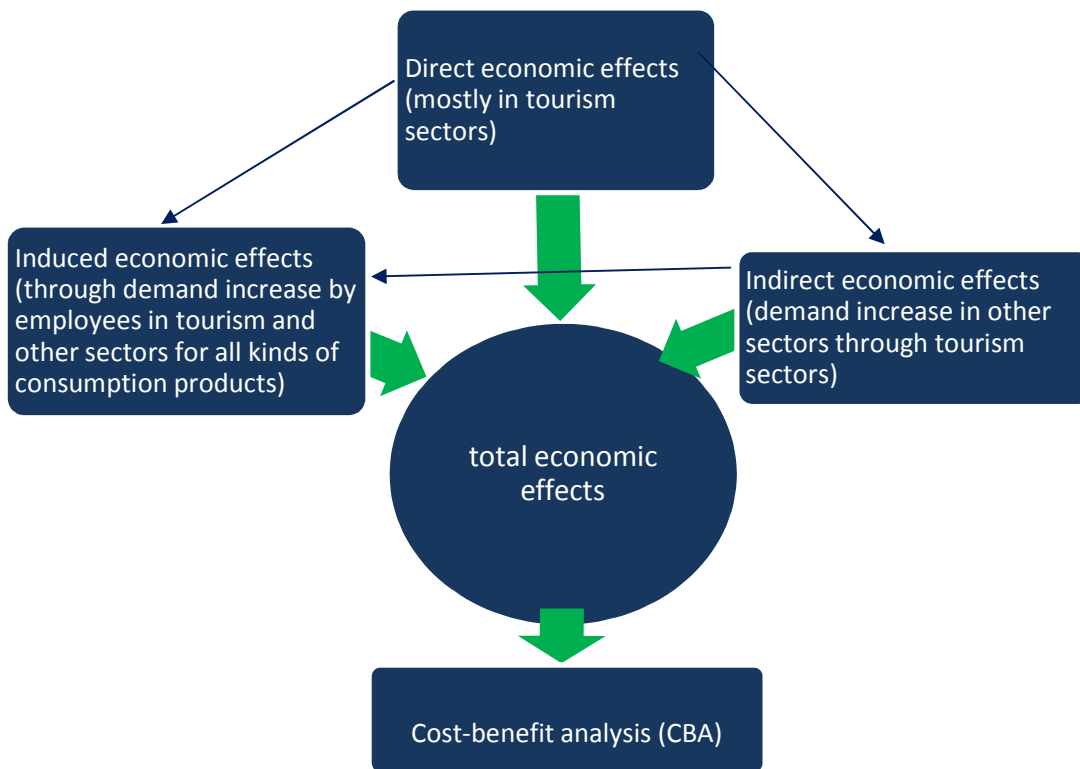 Direct economic effects
(mostly in tourism
sectors)
Induced economic effects
(through demand increase by
employees in tourism and
other sectors for all kinds of
consumption products)
Indirect economic effects
(demand increase in other
sectors through tourism
sectors)
total economic
effects
Cost-benefit analysis (CBA)